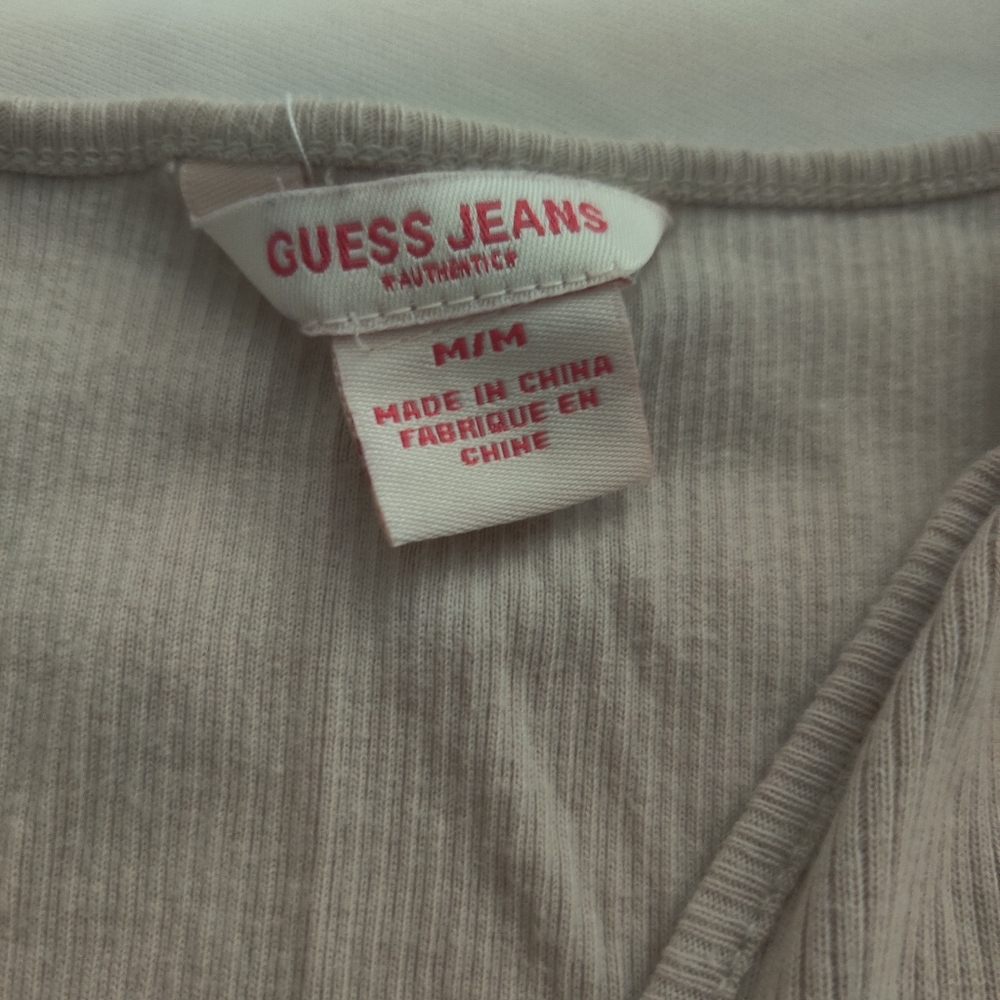 GUESS JEANS
*AUTHENTIC*
M/M
MADE IN CHINA
FABRIQUE EN
CHINE